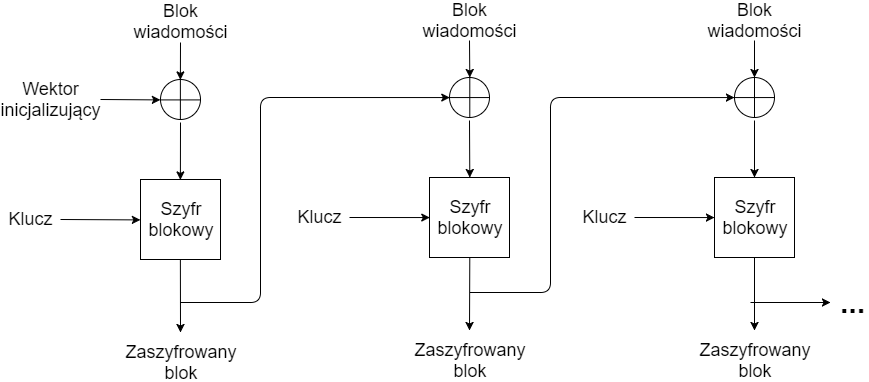 Blok
wiadomości
Blok
wiadomości
Blok
wiadomości
Wektor
inicjalizujący
Klucz
Szyfr
blokowy
Klucz
Szyfr
blokowy
Klucz
Szyfr
blokowy
...
Zaszyfrowany
blok
Zaszyfrowany
blok
Zaszyfrowany
blok